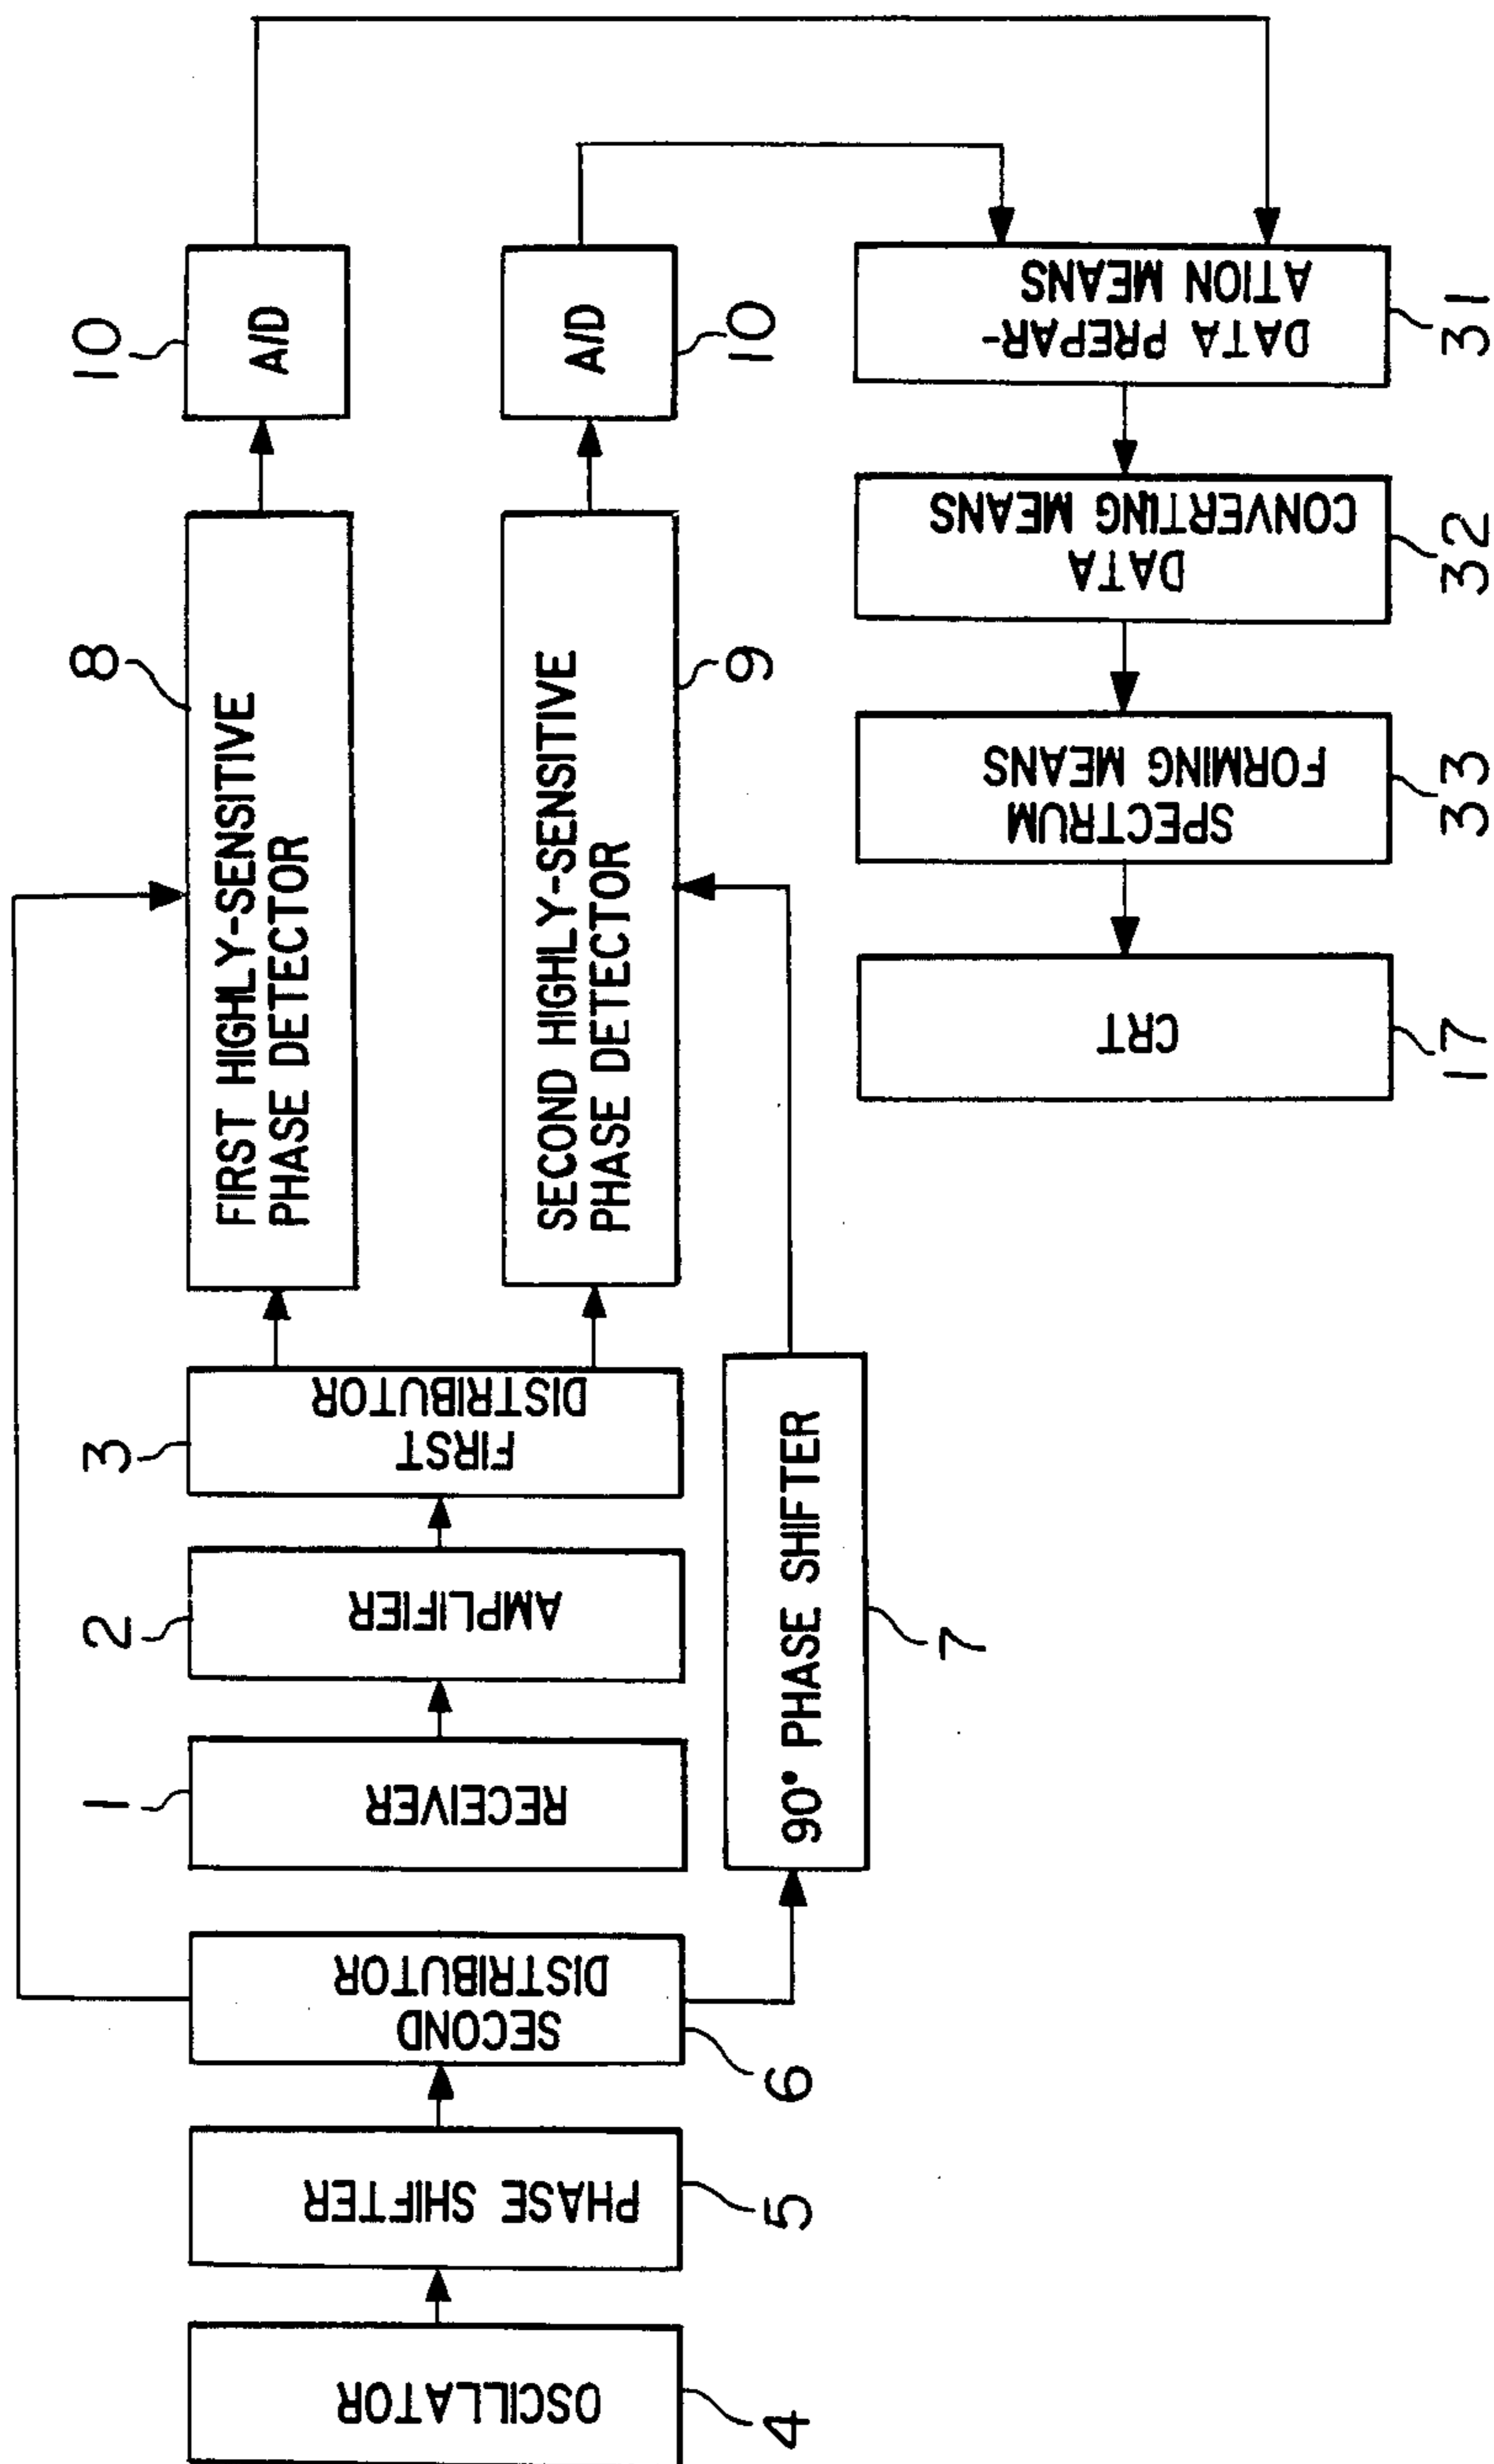 10
A/D
10
A/D
DATA PREPAR-
ATION MEANS
31
8
FIRST HIGHLY-SENSITIVE
PHASE DETECTOR
SECOND HIGHLY-SENSITIVE
PHASE DETECTOR
9
DATA
CONVERTING MEANS
32
SPECTRUM
FORMING MEANS
33
CRT
17
3
FIRST
DISTRIBUTOR
2
AMPLIFIER
1
RECEIVER
90° PHASE SHIFTER
7
SECOND
DISTRIBUTOR
6
PHASE SHIFTER
5
OSCILLATOR
4